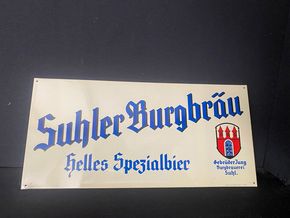 Suhler Burgbräu
Helles Spezialbier
Gebrüder Jung
Burgbrauerei
Suhl.